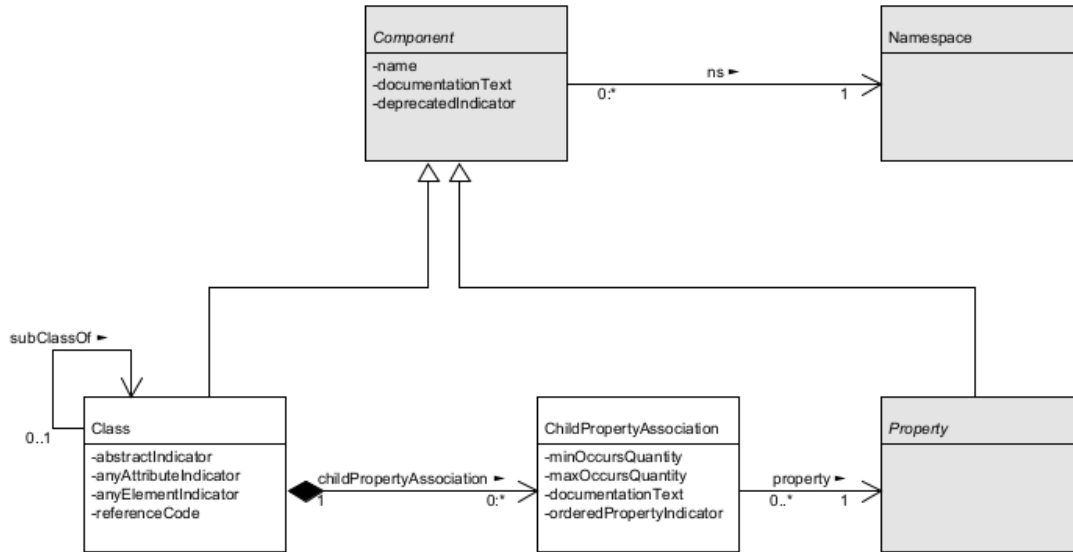 Component
-name
-documentationText
-deprecatedIndicator
ns ►
0:*
1
Namespace
subClassOf ►
0..1
Class
-abstractIndicator
-anyAttributeIndicator
-anyElementIndicator
-referenceCode
childPropertyAssociation ►
1
0:*
ChildPropertyAssociation
-minOccursQuantity
-maxOccursQuantity
-documentationText
-orderedPropertyIndicator
property ►
0..*
1
Property